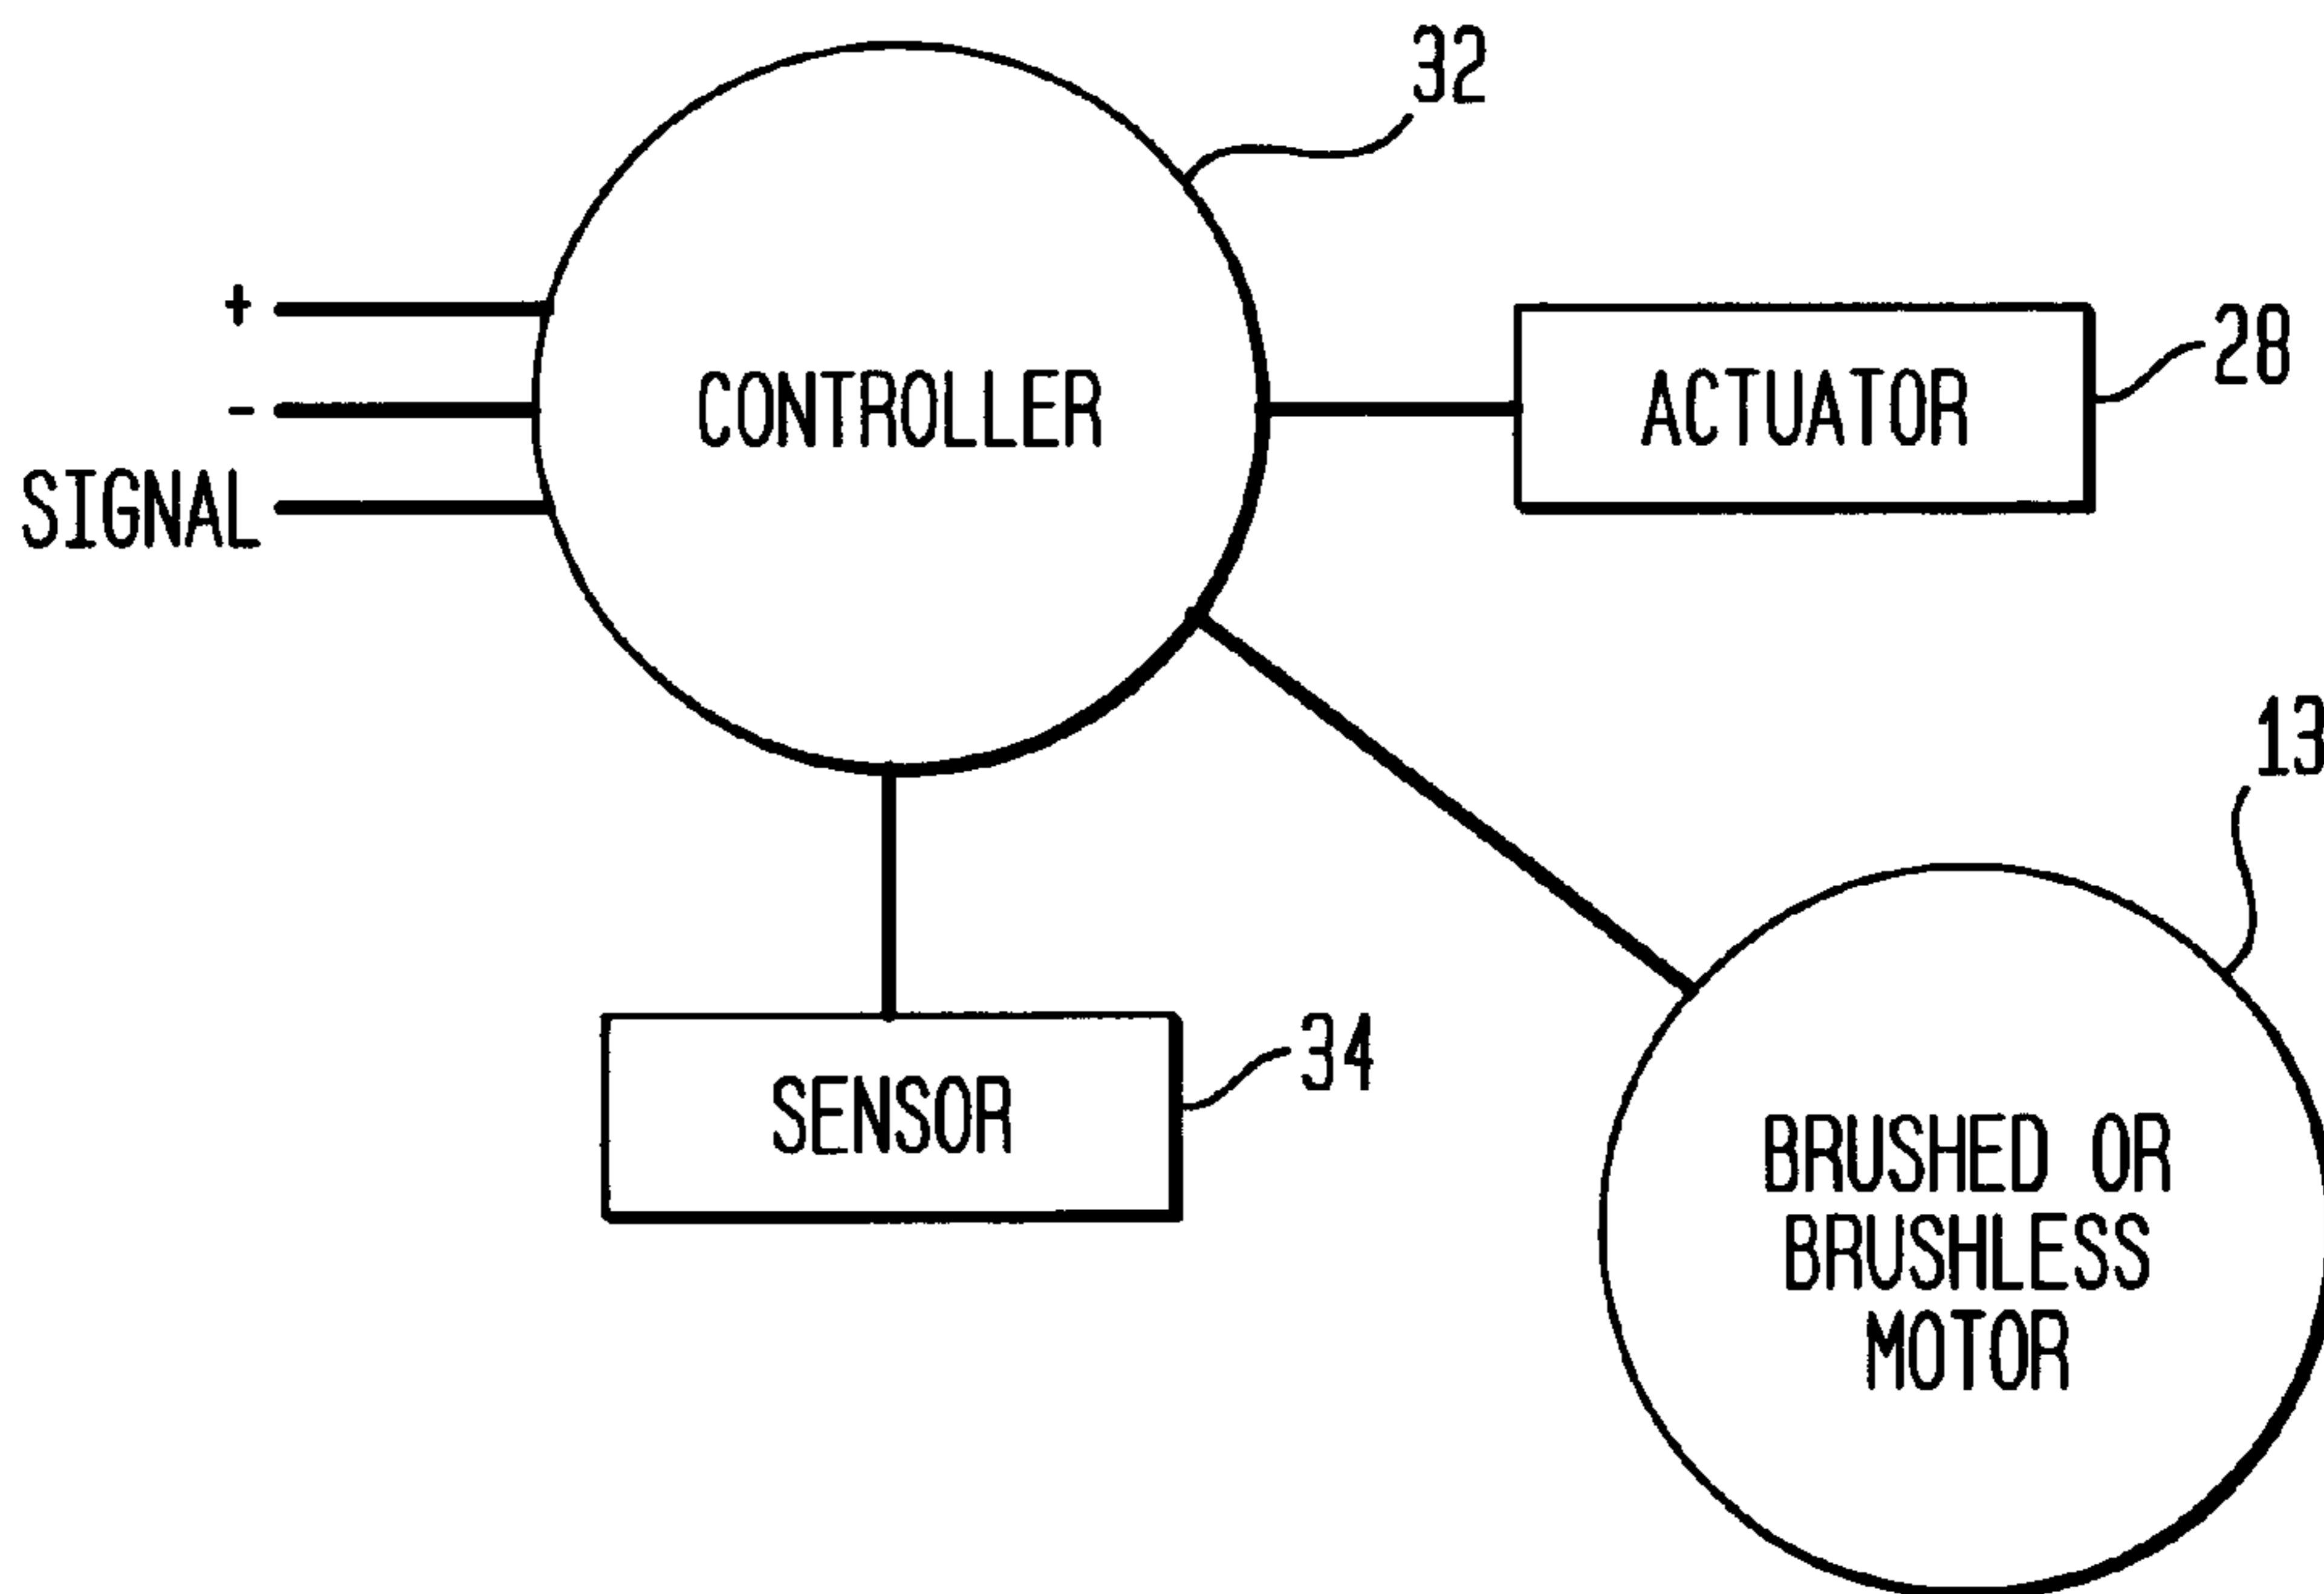 32
+
-
SIGNAL
CONTROLLER
ACTUATOR
28
13
SENSOR
34
BRUSHED OR
BRUSHLESS
MOTOR